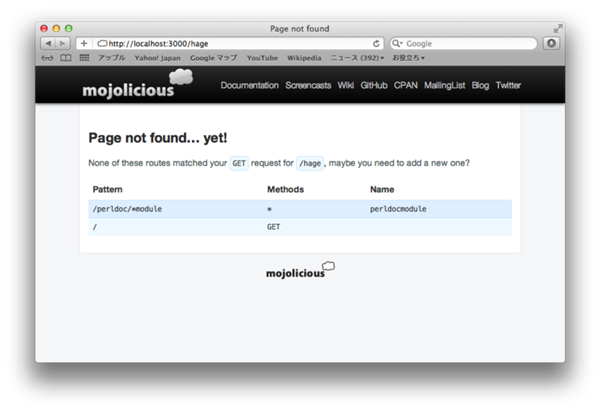 Page not found
http://localhost:3000/hage
Google
アップル Yahoo! Japan Google マップ YouTube Wikipedia ニュース (392)▾ お役立ち▾
mojolicious Documentation Screencasts Wiki GitHub CPAN MailingList Blog Twitter
Page not found... yet!
None of these routes matched your GET request for /hage, maybe you need to add a new one?
Pattern Methods Name
/perldoc/*module * perldocmodule
/ GET
mojolicious